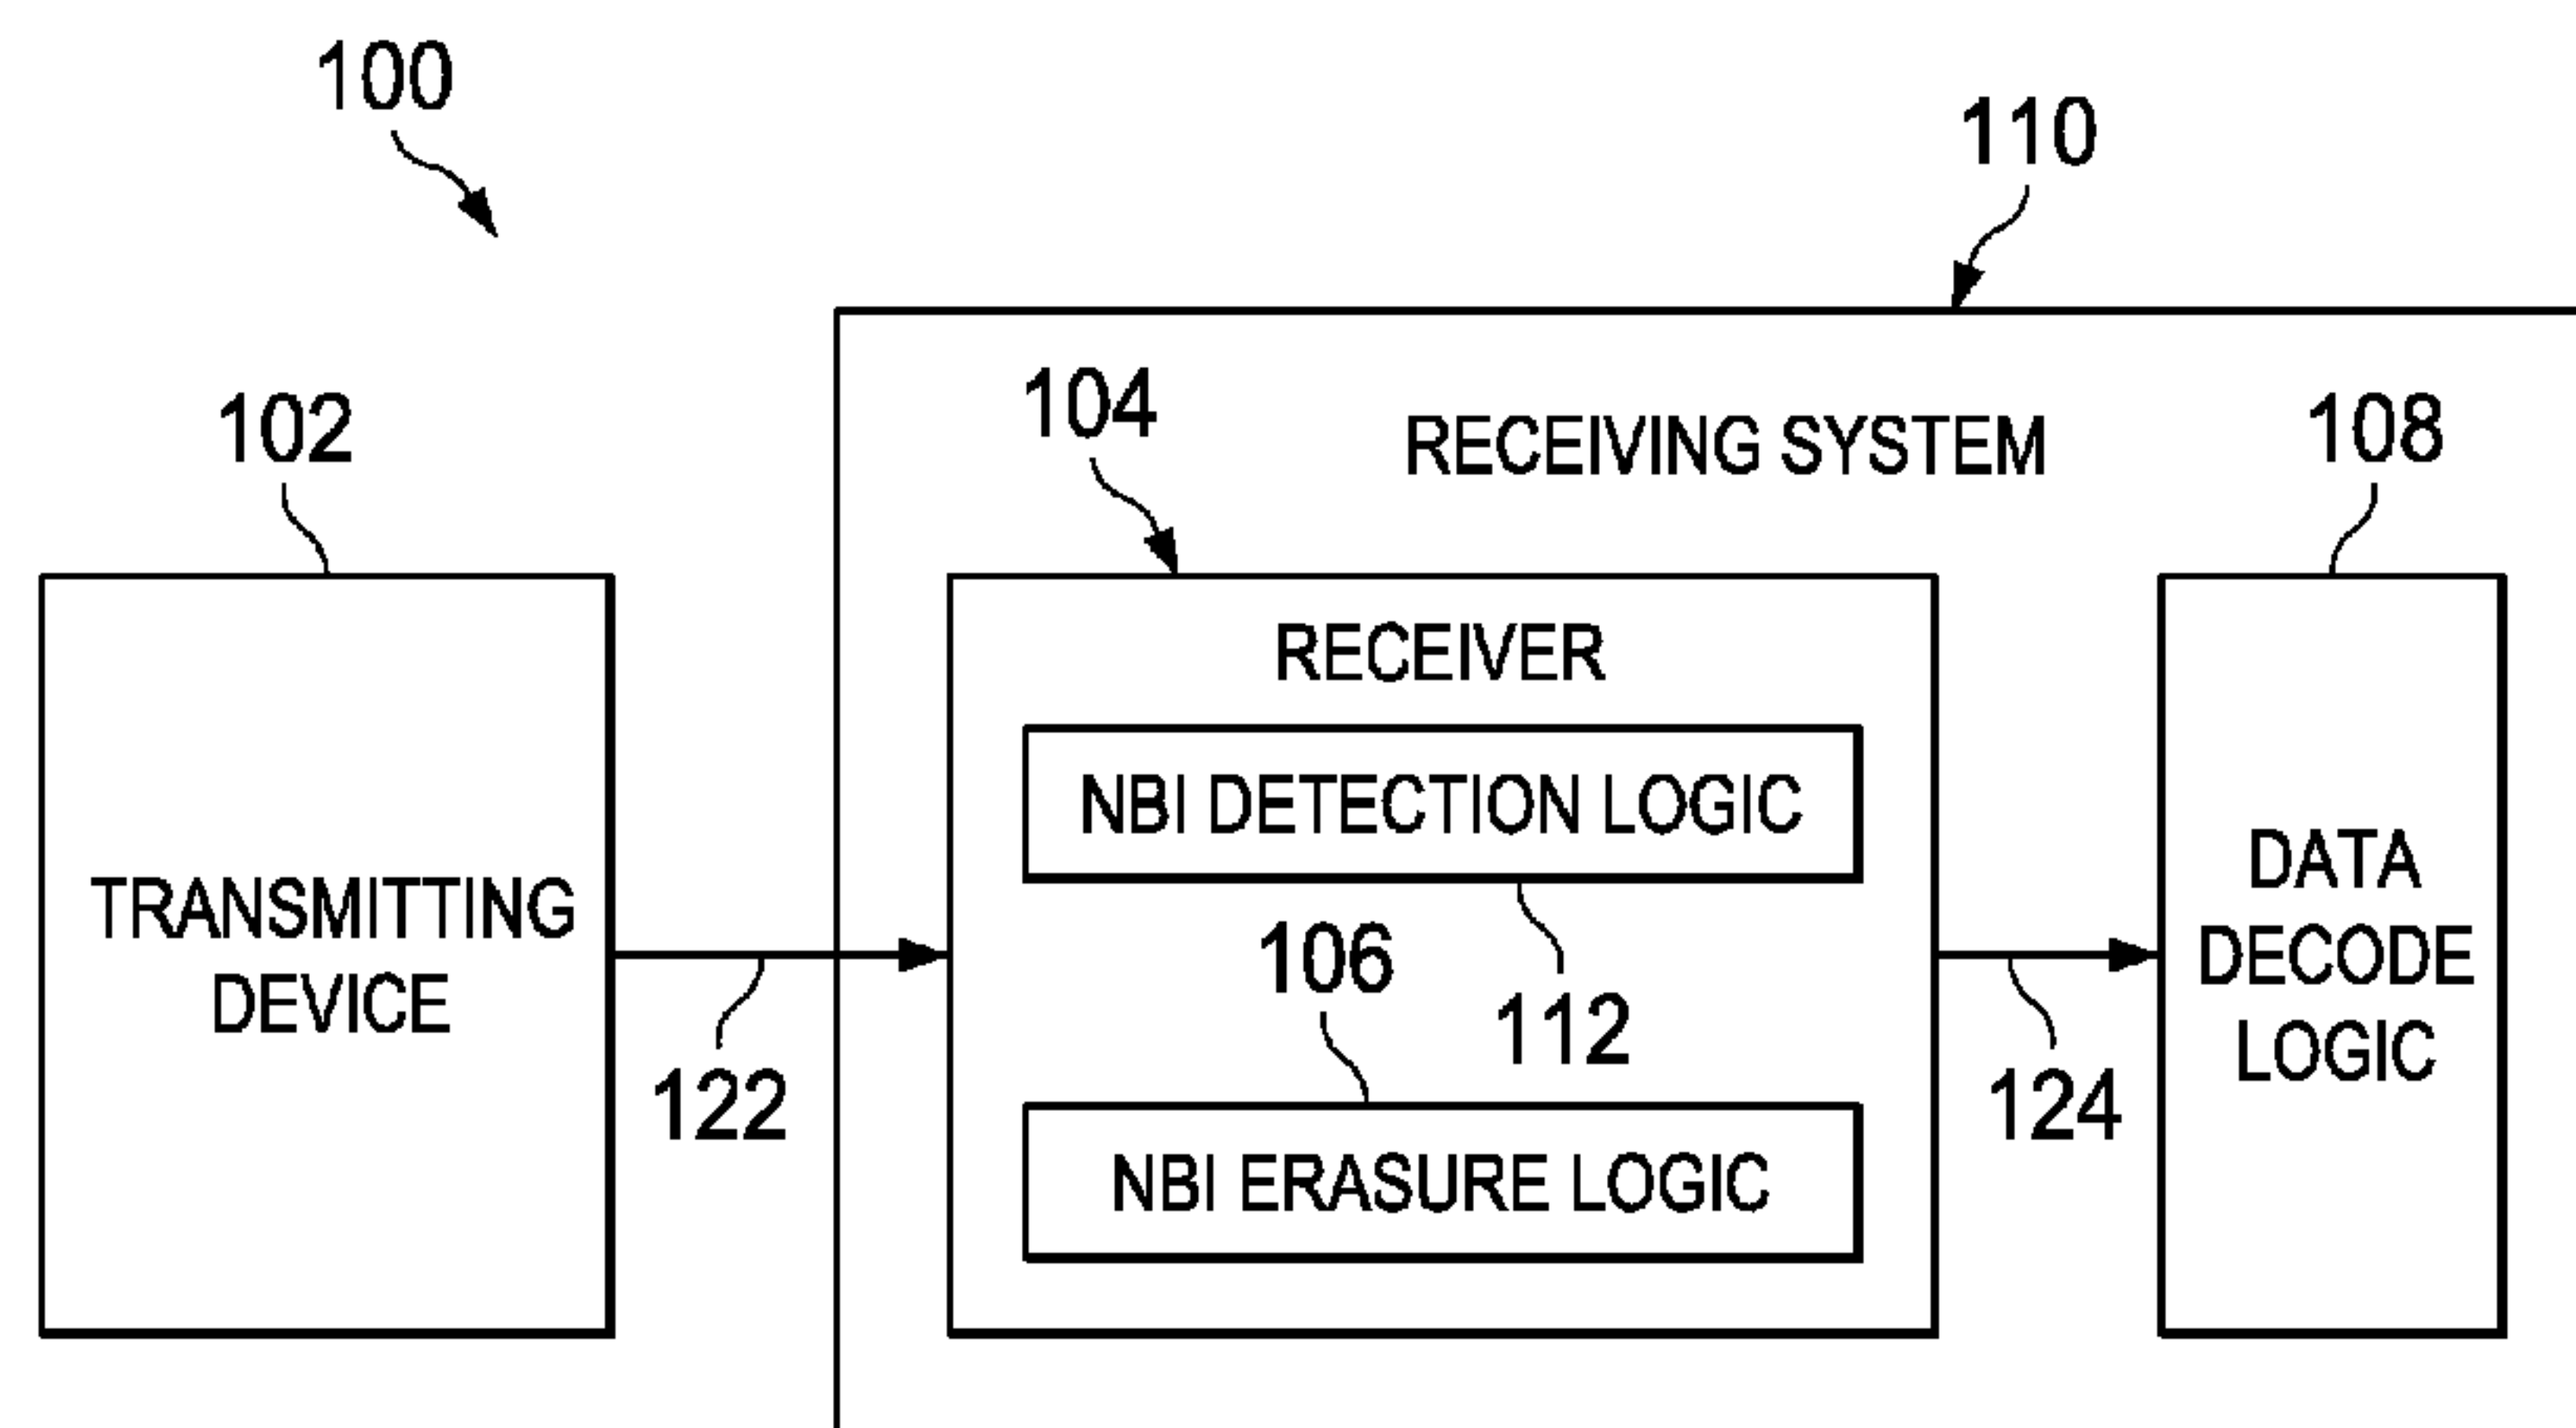 100
110
102
104
RECEIVING SYSTEM
108
RECEIVER
NBI DETECTION LOGIC
TRANSMITTING
DEVICE
106
112
122
NBI ERASURE LOGIC
124
DATA
DECODE
LOGIC